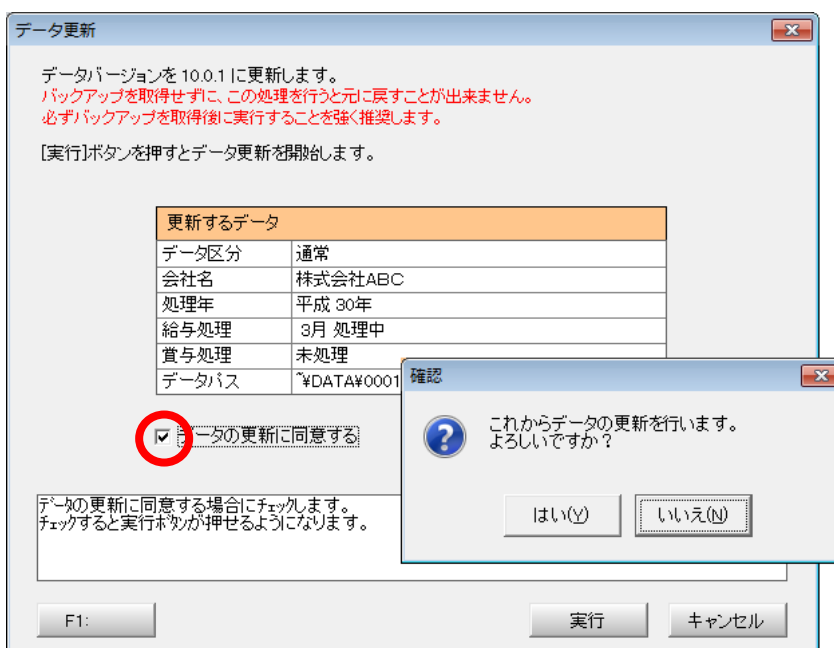 データ更新
データバージョンを 10.0.1 に更新します。
バックアップを取得せずに、この処理を行うと元に戻すことが出来ません。
必ずバックアップを取得後に実行することを強く推奨します。
[実行]ボタンを押すとデータ更新を開始します。
更新するデータ
データ区分 通常
会社名 株式会社ABC
処理年 平成 30年
給与処理 3月 処理中
賞与処理 未処理
データパス ~¥DATA¥0001
確認
これからデータの更新を行います。
よろしいですか？
はい(Y) いいえ(N)
データの更新に同意する
データの更新に同意する場合にチェックします。
チェックすると実行ボタンが押せるようになります。
F1: 実行 キャンセル